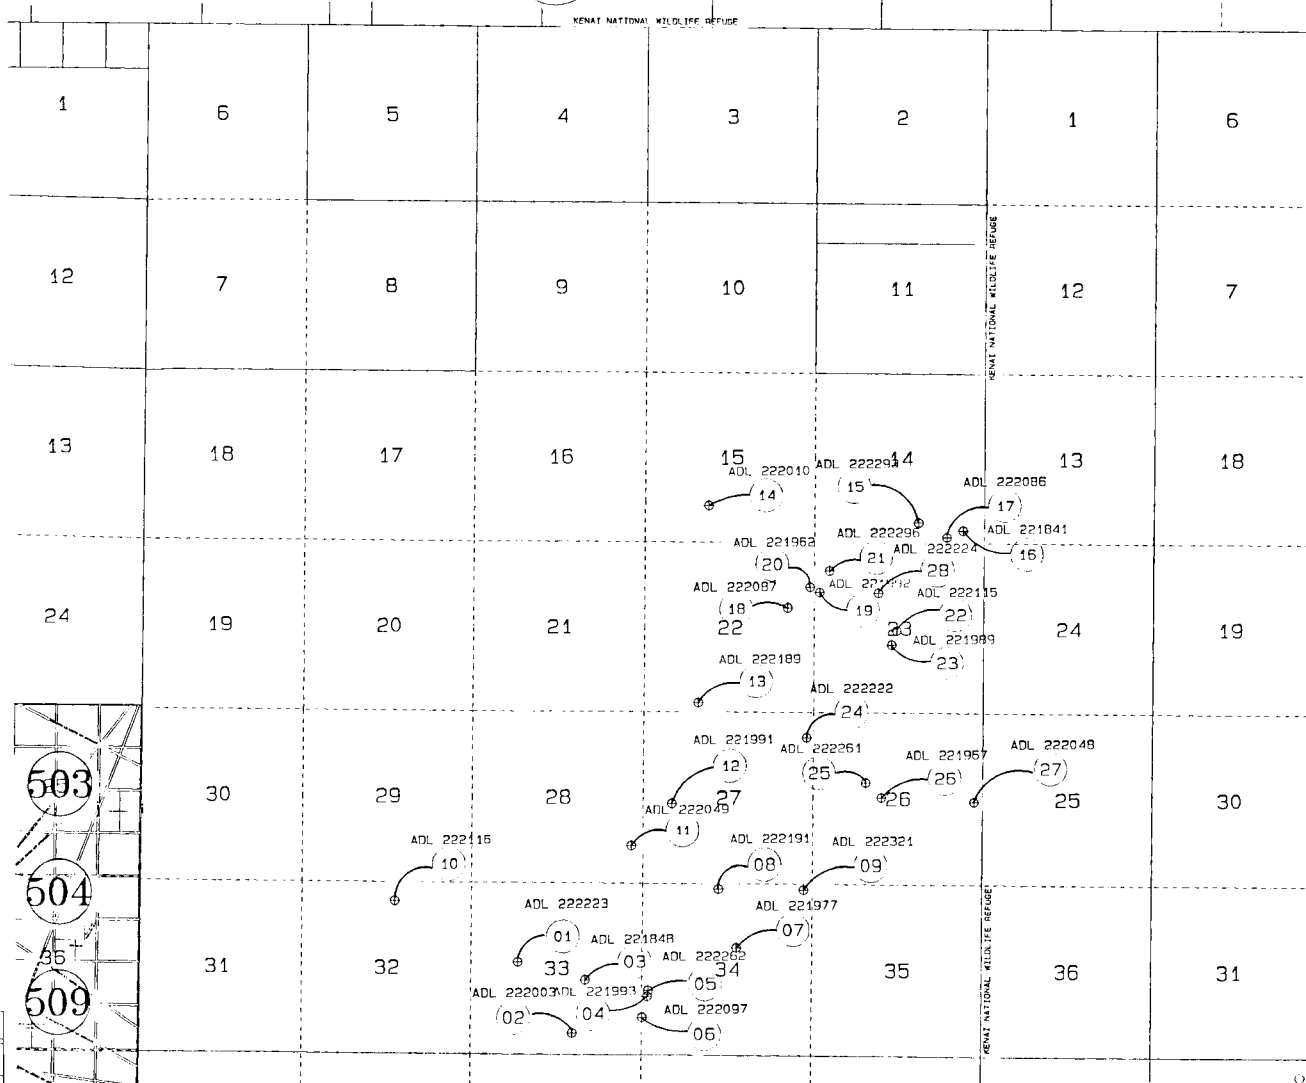 KENAI NATIONAL WILDLIFE REFUGE
1 6 5 4 3 2 1 6
KENAI NATIONAL WILDLIFE REFUGE
12 7 8 9 10 11 12 7
13 18 17 16 15 14 13 18
ADL 222010
14
15
ADL 222086
17
ADL 221841
16
ADL 222296
21
ADL 222224
28
ADL 221962
20
19
ADL 222087
18
ADL 222115
22
ADL 221989
23
24 19 20 21 22 23 24 19
ADL 222189
13
ADL 222222
24
ADL 221991
12
ADL 222261
25
ADL 221967
26
ADL 222048
27
503
30 29 28 27 26 25 30
ADL 222049
11
ADL 222116
10
ADL 222191
08
ADL 222321
09
504
ADL 222223
01
ADL 221848
03
ADL 222262
05
ADL 221977
07
KENAI NATIONAL WILDLIFE REFUGE
31 32 33 34 35 36 31
509
ADL 222003
02
ADL 221993
04
ADL 222097
06